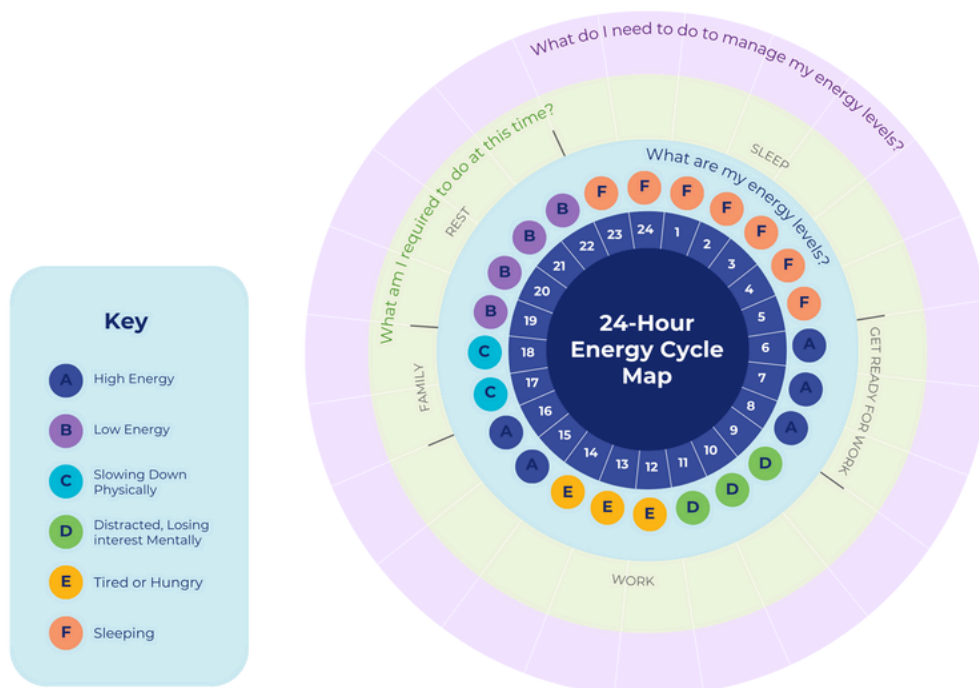 What do I need to do to manage my energy levels?
What am I required to do at this time?
What are my energy levels?
SLEEP
GET READY FOR WORK
WORK
FAMILY
REST
F
F
F
F
F
F
F
A
A
A
D
D
D
E
E
E
A
A
C
C
B
B
B
B
24
1
2
3
4
5
6
7
8
9
10
11
12
13
14
15
16
17
18
19
20
21
22
23
24-Hour
Energy Cycle
Map
Key
A High Energy
B Low Energy
C Slowing Down
Physically
D Distracted, Losing
interest Mentally
E Tired or Hungry
F Sleeping